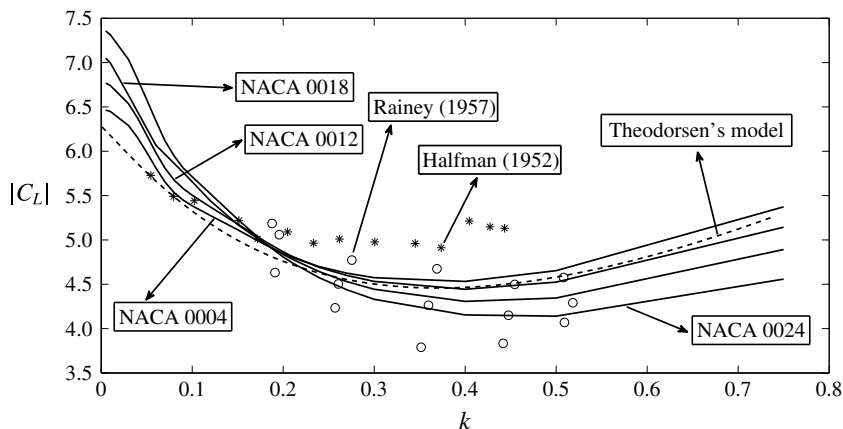 7.5
7.0
6.5
6.0
5.5
5.0
4.5
4.0
3.5
|C_L|
NACA 0018
NACA 0012
Rainey (1957)
Halfman (1952)
Theodorsen's model
NACA 0004
NACA 0024
0 0.1 0.2 0.3 0.4 0.5 0.6 0.7 0.8
k